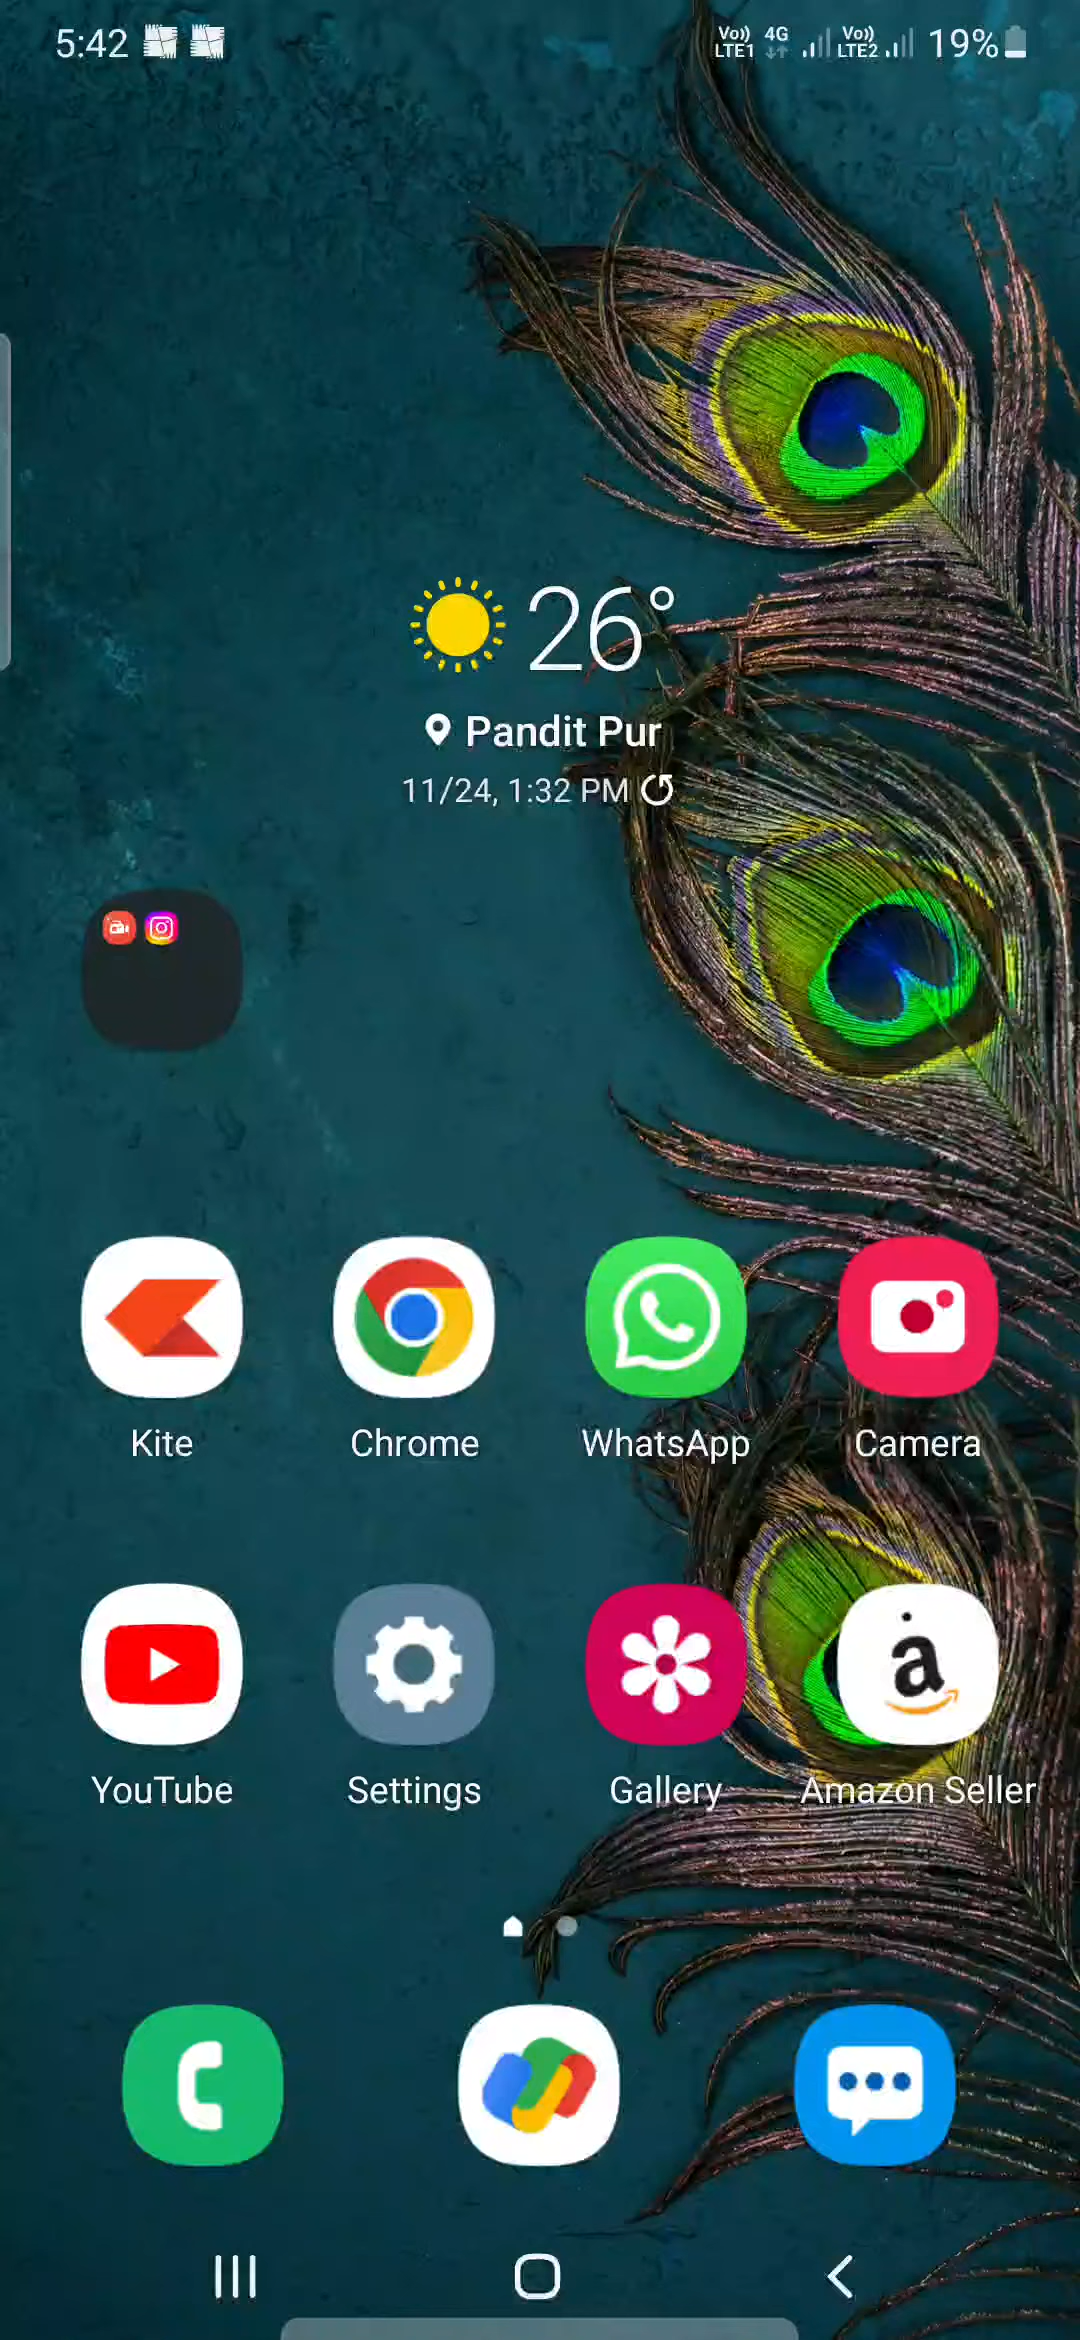 5:42 Vo)) LTE1 4G Vo)) LTE2 19%
26°
Pandit Pur
11/24, 1:32 PM
Kite Chrome WhatsApp Camera
YouTube Settings Gallery Amazon Seller